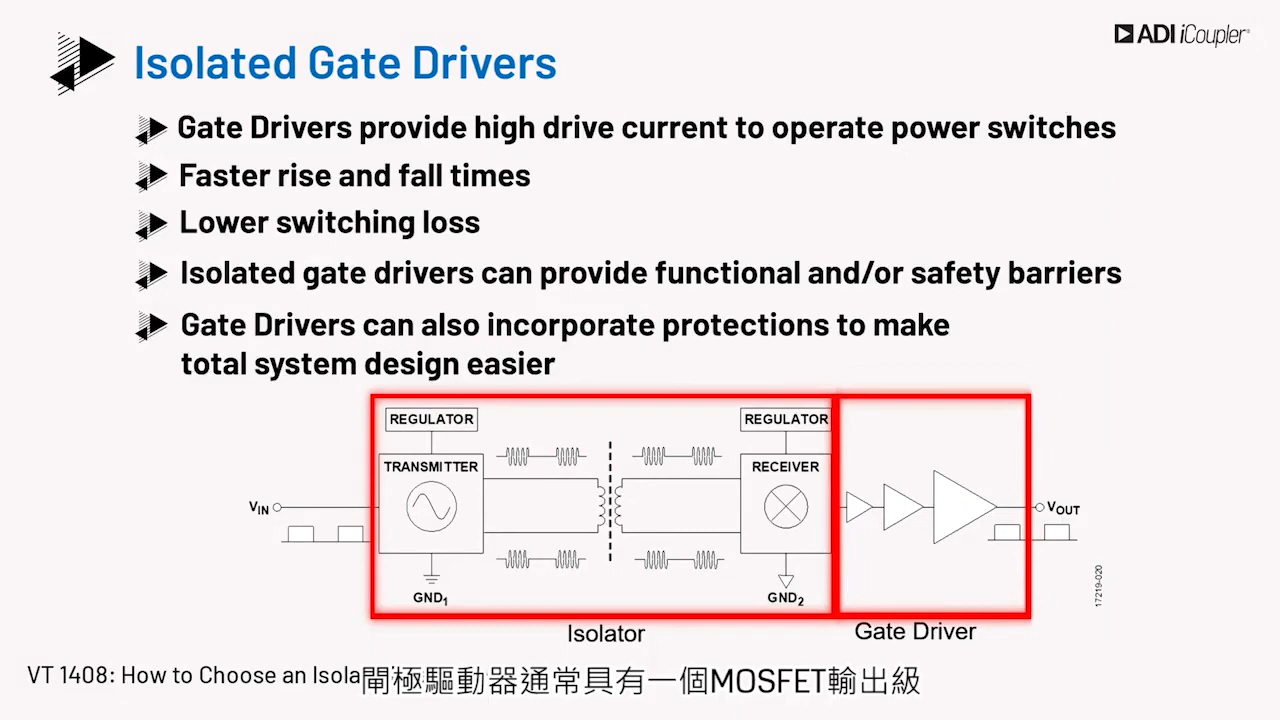 ADI iCoupler®
Isolated Gate Drivers
Gate Drivers provide high drive current to operate power switches
Faster rise and fall times
Lower switching loss
Isolated gate drivers can provide functional and/or safety barriers
Gate Drivers can also incorporate protections to make
total system design easier
REGULATOR
REGULATOR
TRANSMITTER
RECEIVER
VIN
VOUT
GND1
GND2
17219-020
Isolator
Gate Driver
VT 1408: How to Choose an Isola
閘極驅動器通常具有一個MOSFET輸出級